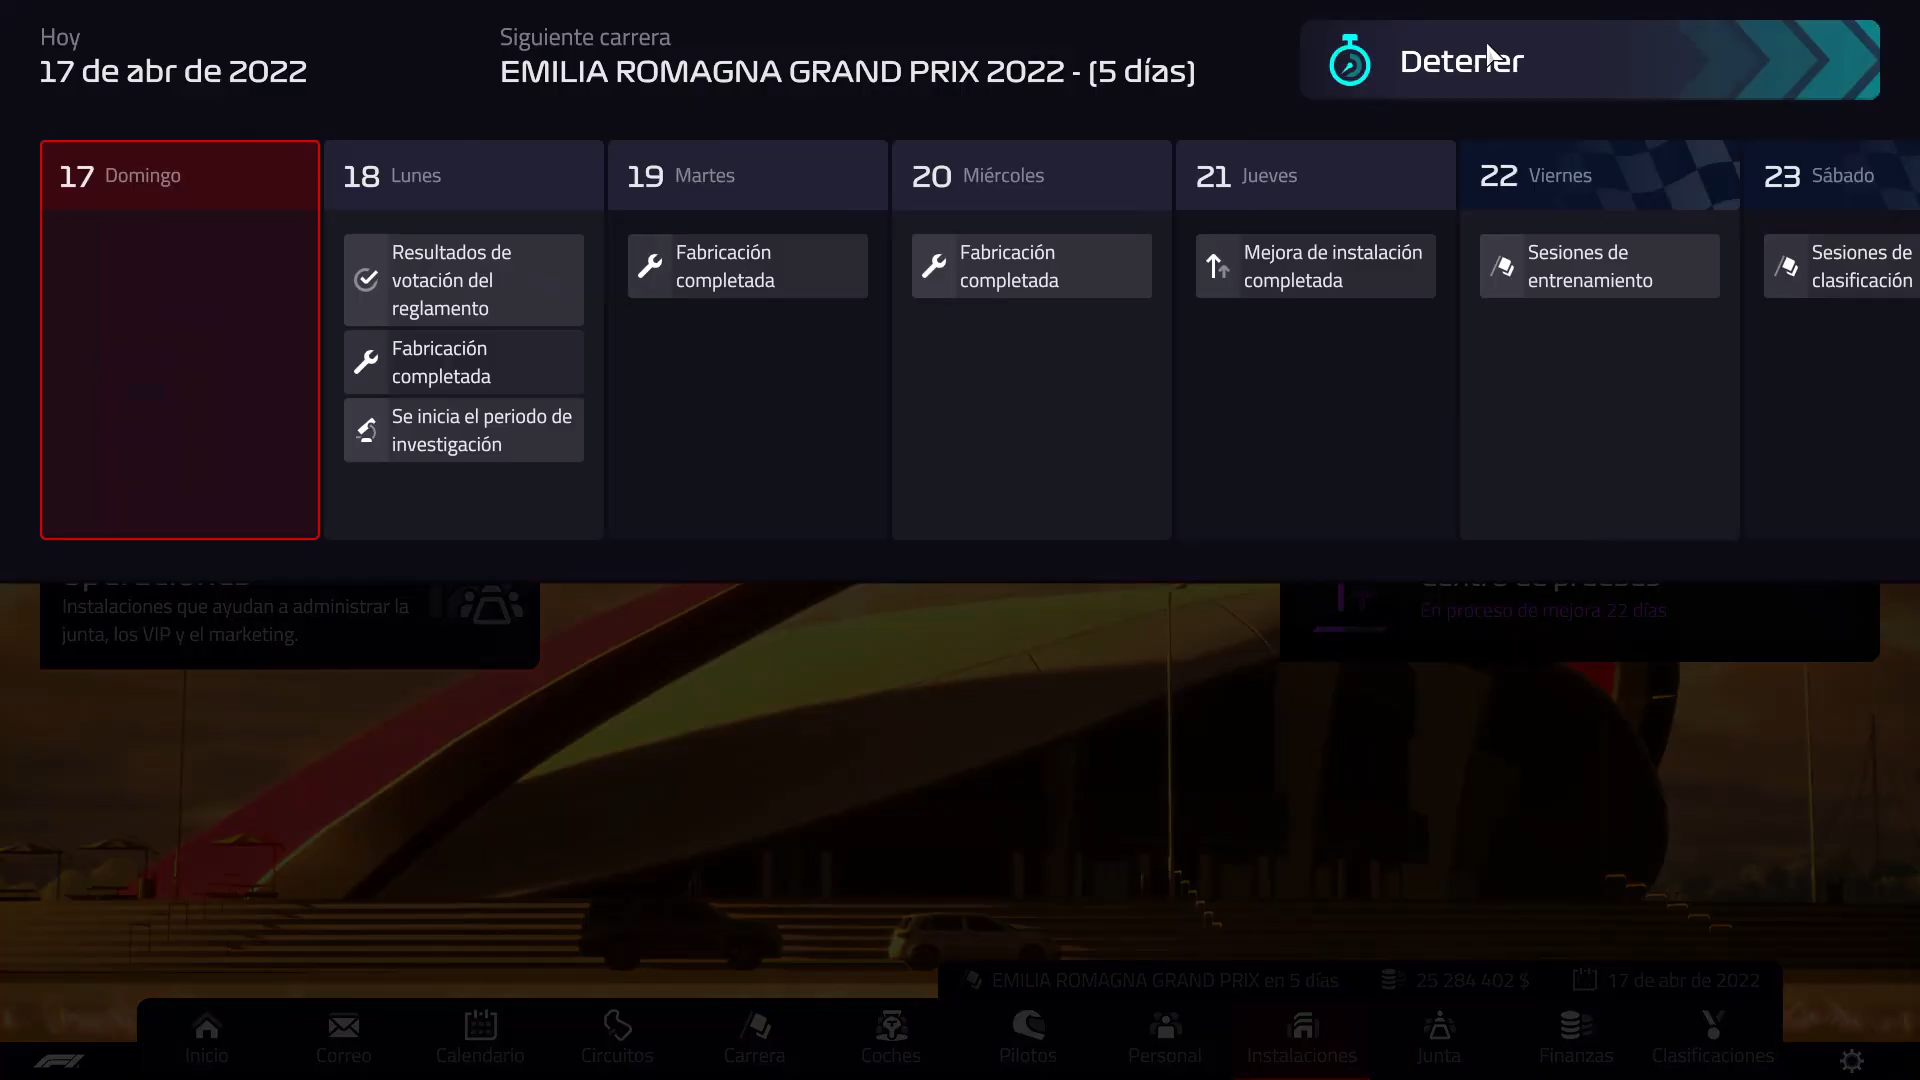 Hoy
17 de abr de 2022
Siguiente carrera
EMILIA ROMAGNA GRAND PRIX 2022 - (5 días)
Detener
17 Domingo
18 Lunes
Resultados de
votación del
reglamento
Fabricación
completada
Se inicia el periodo de
investigación
19 Martes
Fabricación
completada
20 Miércoles
Fabricación
completada
21 Jueves
Mejora de instalación
completada
22 Viernes
Sesiones de
entrenamiento
23 Sábado
Sesiones de
clasificación
Operaciones
Instalaciones que ayudan a administrar la
junta, los VIP y el marketing.
En proceso de mejora 22 días
EMILIA ROMAGNA GRAND PRIX en 5 días
25 284 402 $
17 de abr de 2022
Inicio
Correo
Calendario
Circuitos
Carrera
Coches
Pilotos
Personal
Instalaciones
Junta
Finanzas
Clasificaciones